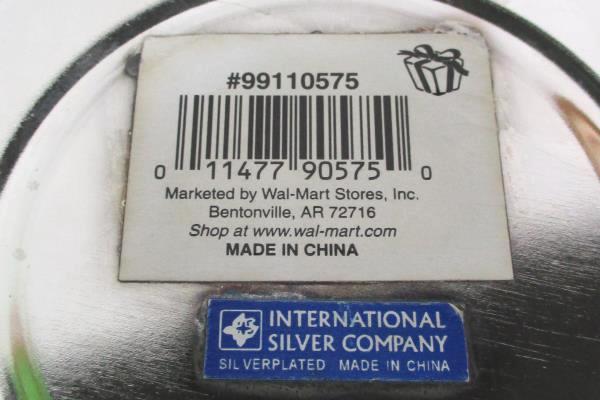 #99110575
0 11477 90575 0
Marketed by Wal-Mart Stores, Inc.
Bentonville, AR 72716
Shop at www.wal-mart.com
MADE IN CHINA
INTERNATIONAL
SILVER COMPANY
SILVERPLATED MADE IN CHINA